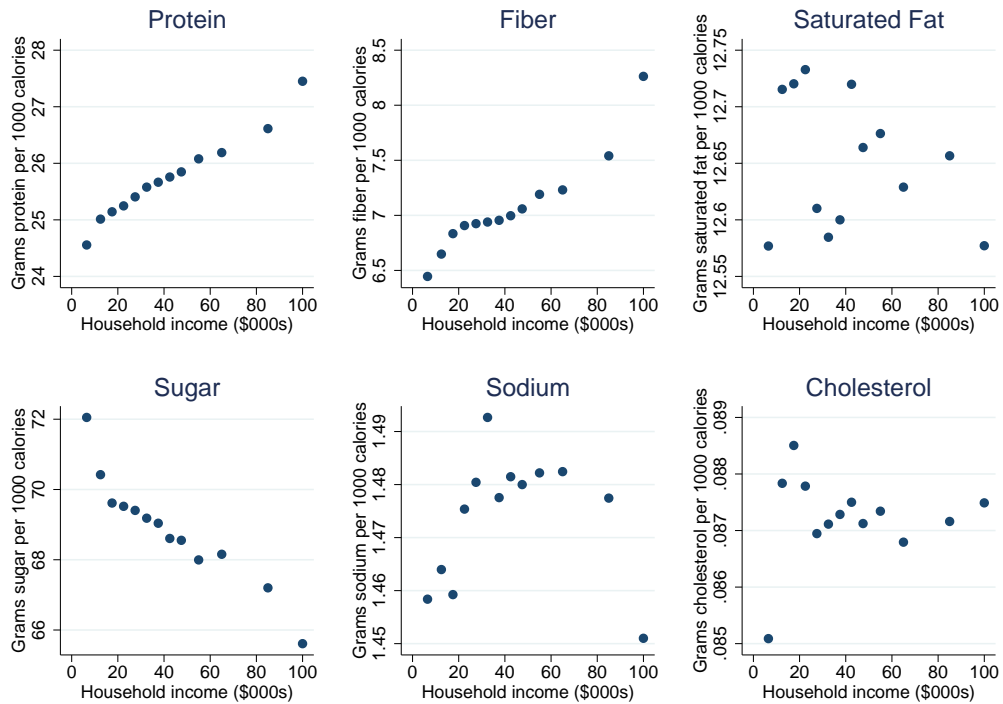 Protein
Grams protein per 1000 calories
28
27
26
25
24
0 20 40 60 80 100
Household income ($000s)
Fiber
Grams fiber per 1000 calories
8.5
8
7.5
7
6.5
0 20 40 60 80 100
Household income ($000s)
Saturated Fat
Grams saturated fat per 1000 calories
12.75
12.7
12.65
12.6
12.55
0 20 40 60 80 100
Household income ($000s)
Sugar
Grams sugar per 1000 calories
72
70
68
66
0 20 40 60 80 100
Household income ($000s)
Sodium
Grams sodium per 1000 calories
1.49
1.48
1.47
1.46
1.45
0 20 40 60 80 100
Household income ($000s)
Cholesterol
Grams cholesterol per 1000 calories
.089
.088
.087
.086
.085
0 20 40 60 80 100
Household income ($000s)